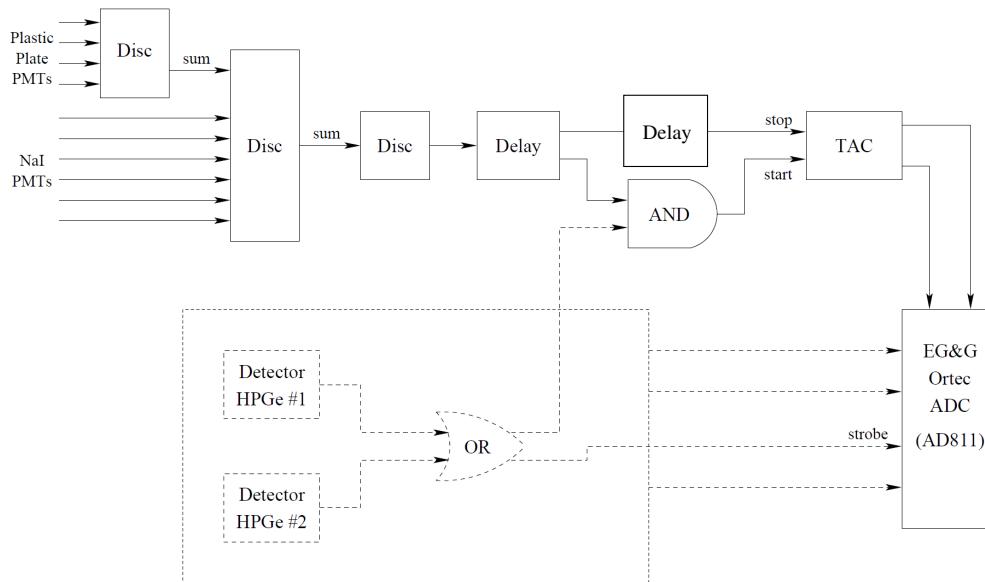 Plastic
Plate
PMTs
Disc
sum
NaI
PMTs
Disc
sum
Disc
Delay
Delay
stop
start
TAC
AND
Detector
HPGe #1
Detector
HPGe #2
OR
strobe
EG&G
Ortec
ADC
(AD811)